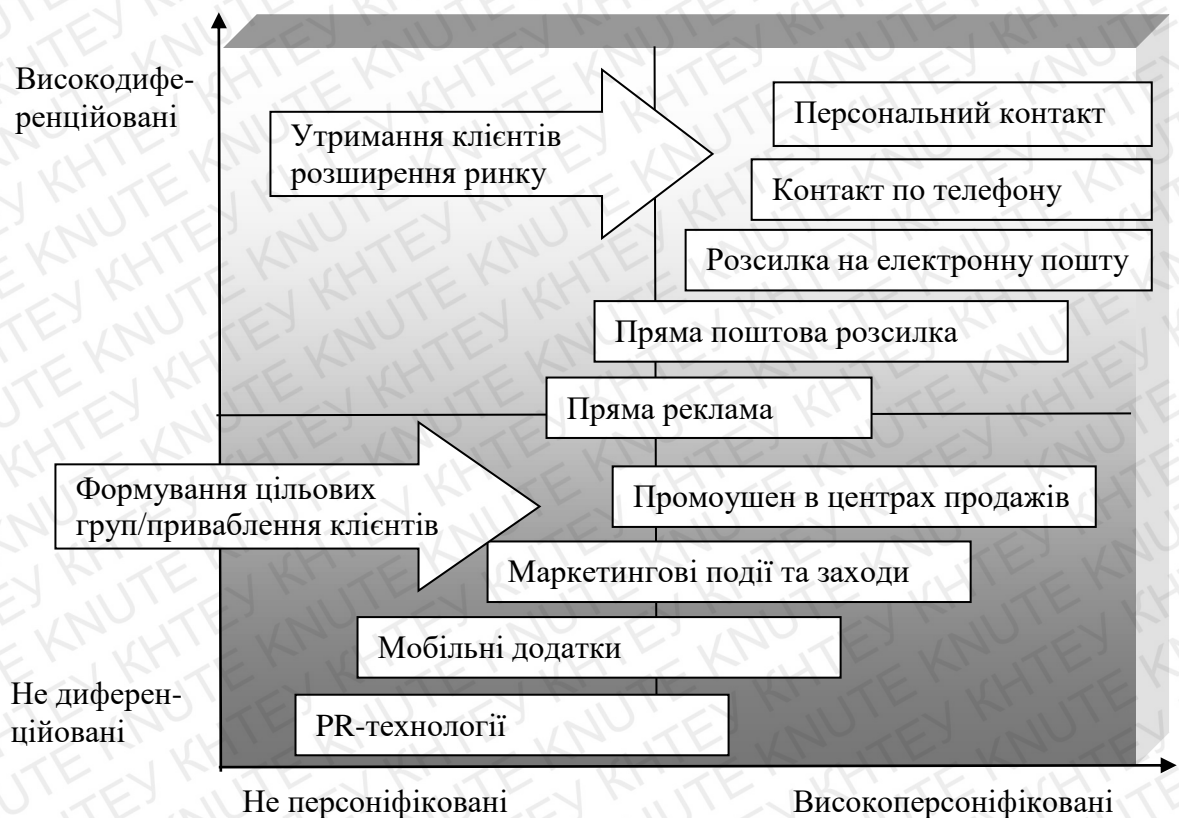 Високодифе-
ренційовані
Утримання клієнтів
розширення ринку
Персональний контакт
Контакт по телефону
Розсилка на електронну пошту
Пряма поштова розсилка
Пряма реклама
Формування цільових
груп/приваблення клієнтів
Промоушен в центрах продажів
Маркетингові події та заходи
Мобільні додатки
Не диферен-
ційовані
PR-технології
Не персоніфіковані
Високоперсоніфіковані
КНТЕУ KNUTE